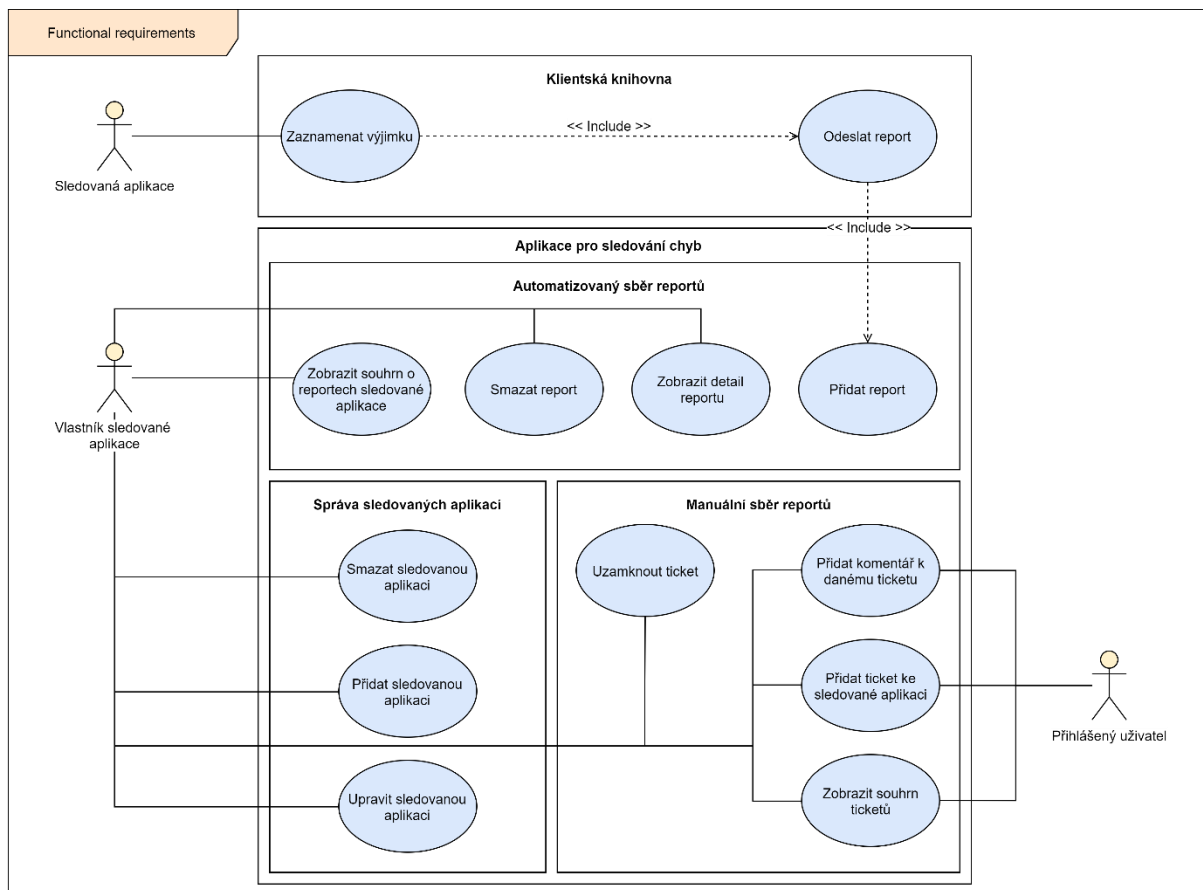 Functional requirements
Klientská knihovna
Zaznamenat výjimku
<< Include >>
Odeslat report
Sledovaná aplikace
<< Include >>
Aplikace pro sledování chyb
Automatizovaný sběr reportů
Zobrazit souhrn o
reportech sledované
aplikace
Smazat report
Zobrazit detail
reportu
Přidat report
Vlastník sledované
aplikace
Správa sledovaných aplikaci
Smazat sledovanou
aplikaci
Přidat sledovanou
aplikaci
Upravit sledovanou
aplikaci
Manuální sběr reportů
Uzamknout ticket
Přidat komentář k
danému ticketu
Přidat ticket ke
sledované aplikaci
Zobrazit souhrn
ticketů
Přihlášený uživatel